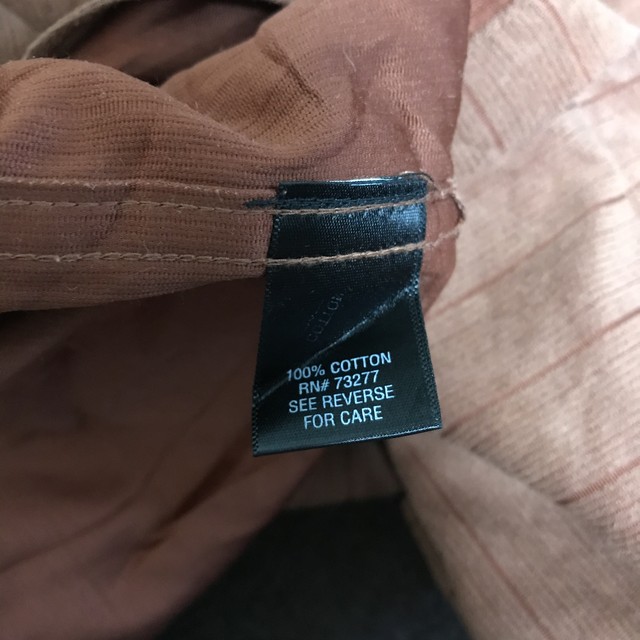 100% COTTON
RN# 73277
SEE REVERSE
FOR CARE